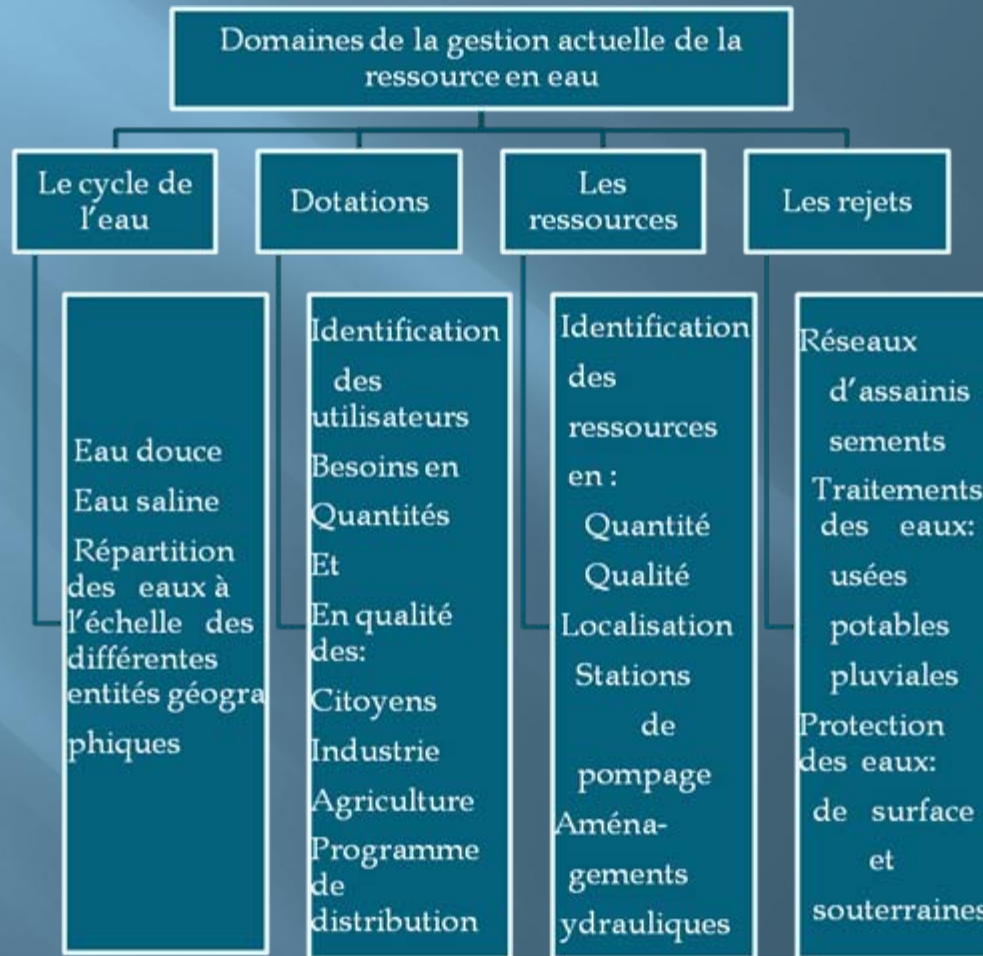 Domaines de la gestion actuelle de la
ressource en eau
Le cycle de
l'eau
Dotations
Les
ressources
Les rejets
Eau douce
Eau saline
Répartition
des eaux à
l'échelle des
différentes
entités géogra
phiques
Identification
des
utilisateurs
Besoins en
Quantités
Et
En qualité
des:
Citoyens
Industrie
Agriculture
Programme
de
distribution
Identification
des
ressources
en :
Quantité
Qualité
Localisation
Stations
de
pompage
Aména-
gements
ydrauliques
Réseaux
d'assainis
sements
Traitements
des eaux:
usées
potables
pluviales
Protection
des eaux:
de surface
et
souterraines